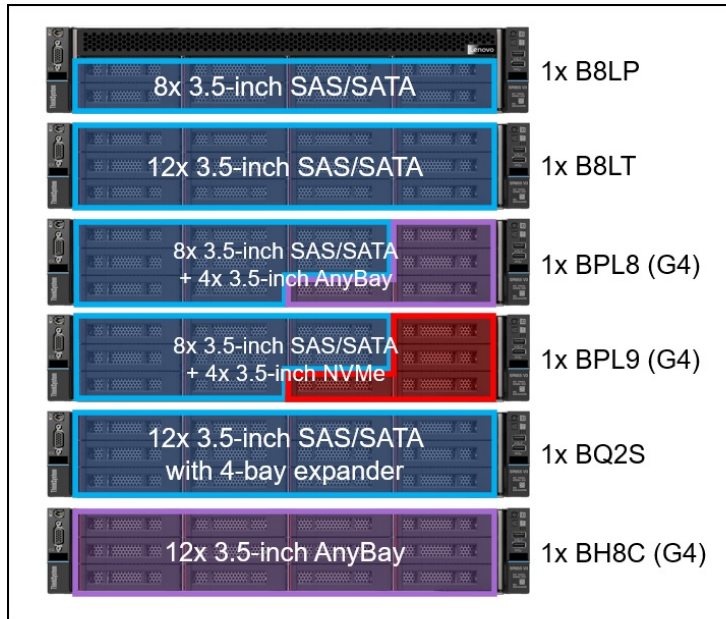 Lenovo
8x 3.5-inch SAS/SATA
1x B8LP
12x 3.5-inch SAS/SATA
1x B8LT
8x 3.5-inch SAS/SATA
+ 4x 3.5-inch AnyBay
1x BPL8 (G4)
8x 3.5-inch SAS/SATA
+ 4x 3.5-inch NVMe
1x BPL9 (G4)
12x 3.5-inch SAS/SATA
with 4-bay expander
1x BQ2S
12x 3.5-inch AnyBay
1x BH8C (G4)